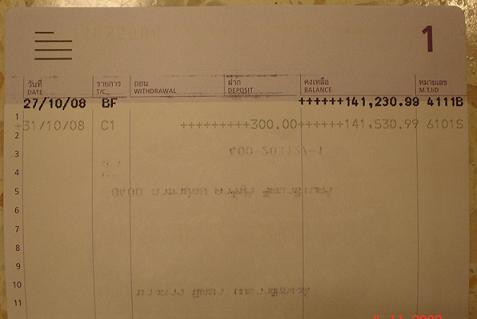 1
วันที่ รายการ ถอน ฝาก คงเหลือ หมายเลข
DATE T/C WITHDRAWAL DEPOSIT BALANCE M.T/ID
27/10/08 BF ++++++141,230.99 4111B
1 31/10/08 C1 +++++++++300.00 ++++++141,530.99 6101S
2
3
4
5
6
7
8
9
10
11